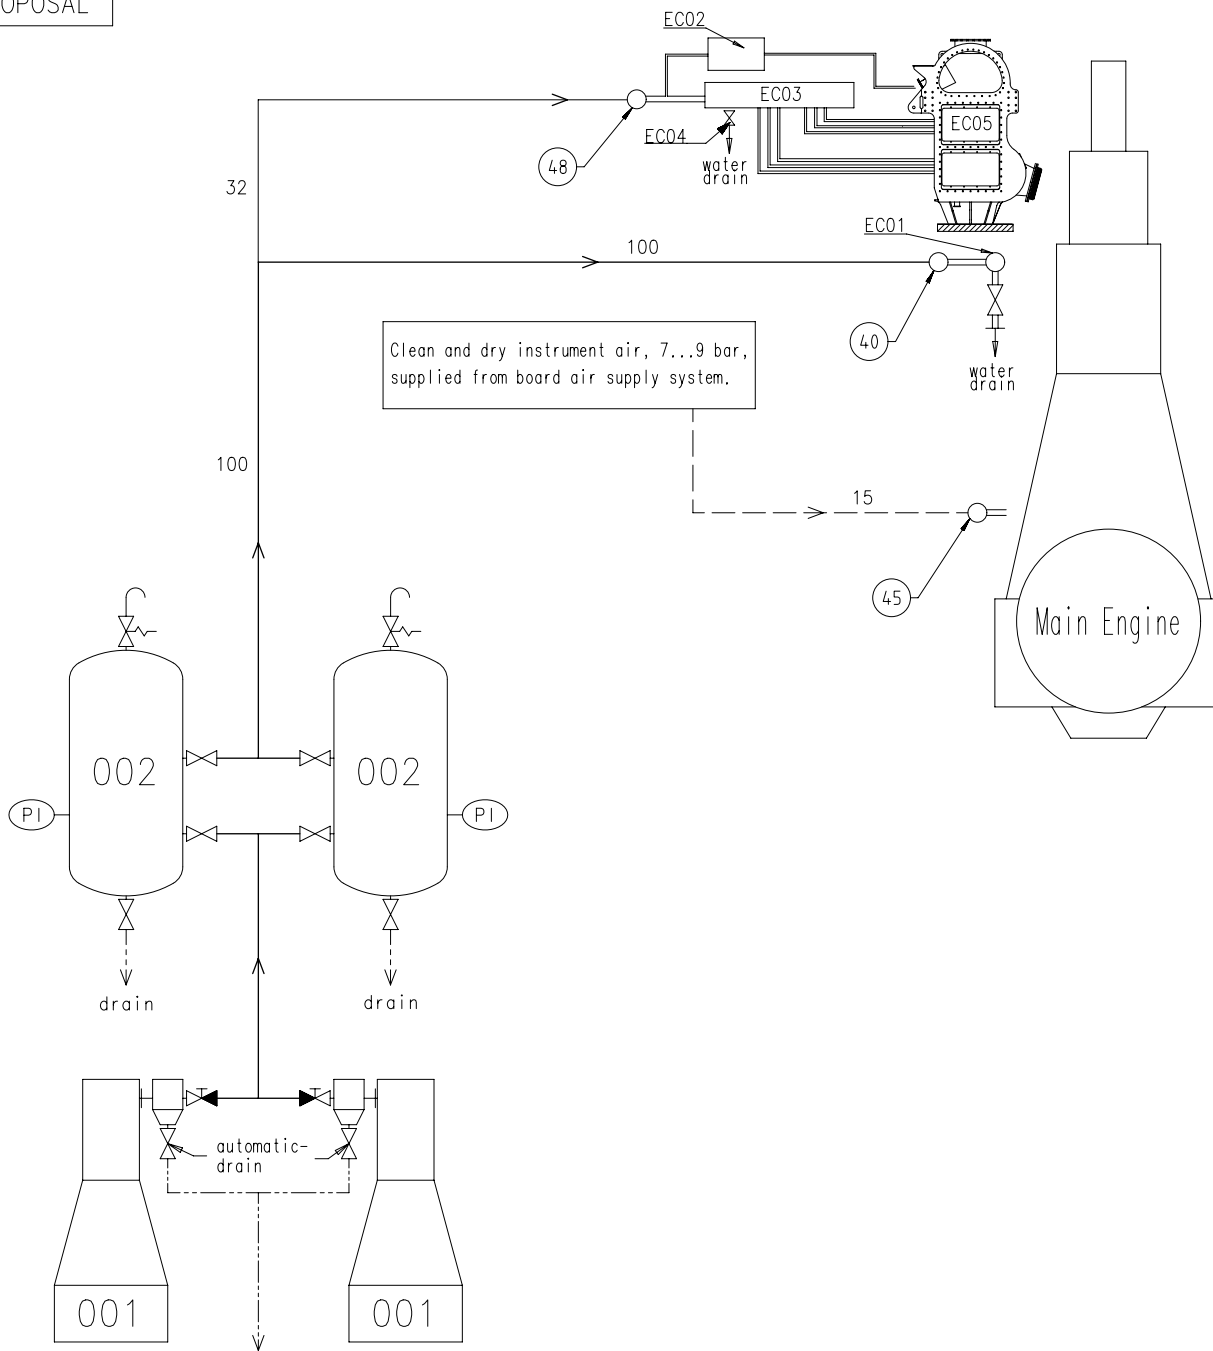 EC02
EC03
EC05
EC04
water
drain
48
32
EC01
100
40
water
drain
Clean and dry instrument air, 7...9 bar,
supplied from board air supply system.
100
15
45
Main Engine
002
002
PI
PI
drain
drain
automatic-
drain
001
001